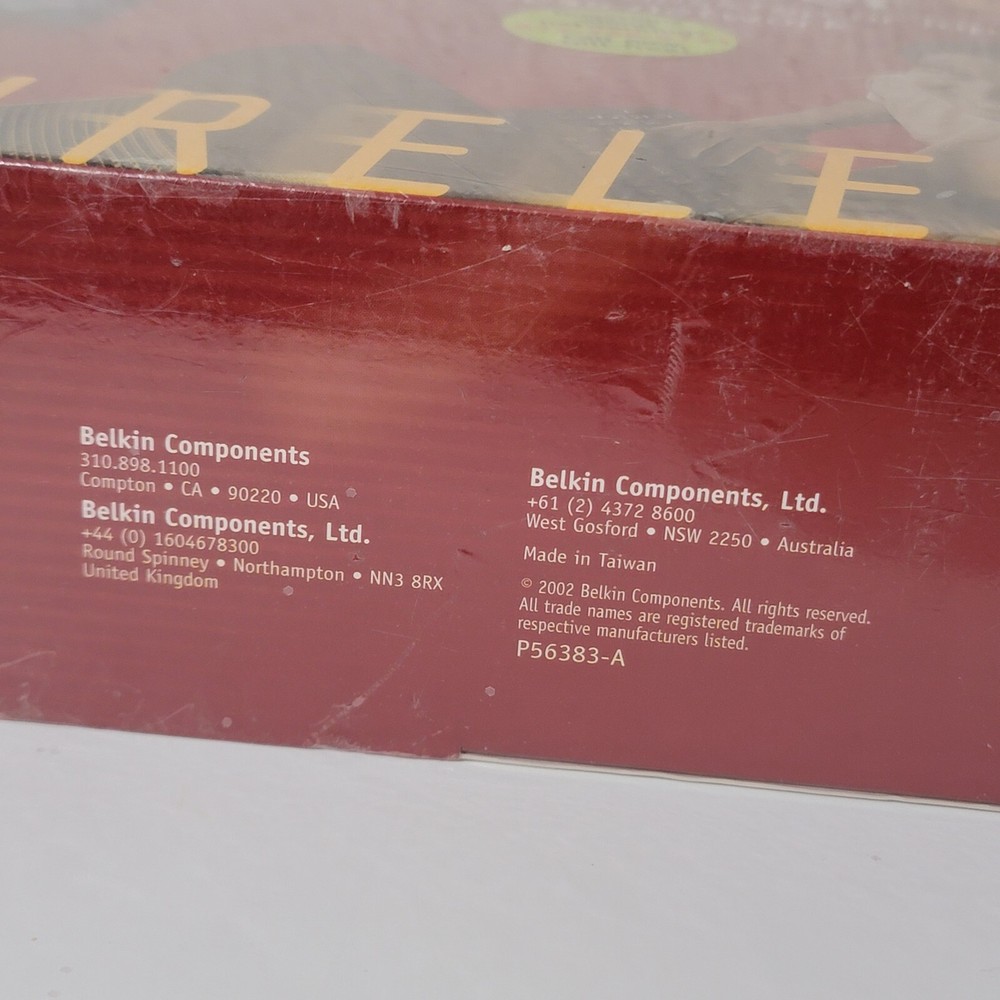 RELE
Belkin Components
310.898.1100
Compton • CA • 90220 • USA
Belkin Components, Ltd.
+44 (0) 1604678300
Round Spinney • Northampton • NN3 8RX
United Kingdom
Belkin Components, Ltd.
+61 (2) 4372 8600
West Gosford • NSW 2250 • Australia
Made in Taiwan
© 2002 Belkin Components. All rights reserved.
All trade names are registered trademarks of
respective manufacturers listed.
P56383-A